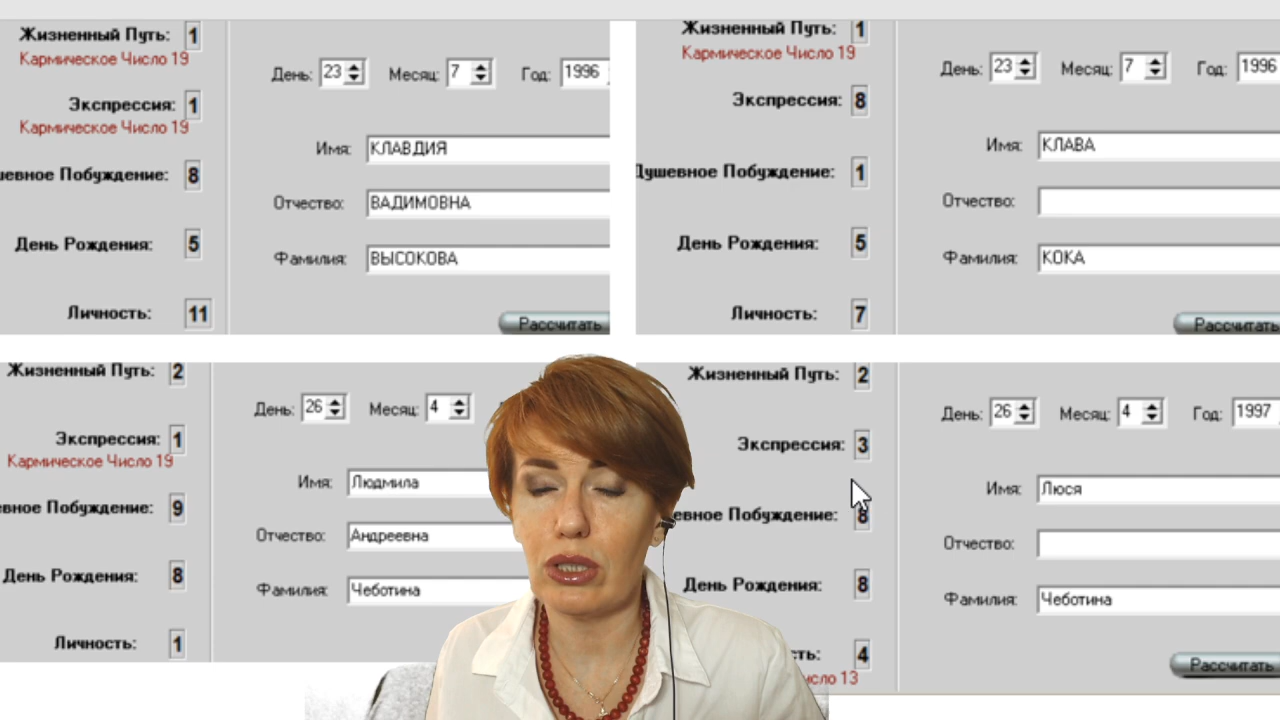 Жизненный Путь: 1
Кармическое Число 19
День: 23 Месяц: 7 Год: 1996
Экспрессия: 1
Кармическое Число 19
Имя: КЛАВДИЯ
шевное Побуждение: 8
Отчество: ВАДИМОВНА
День Рождения: 5
Фамилия: ВЫСОКОВА
Личность: 11
Рассчитать
Жизненный Путь: 1
Кармическое Число 19
День: 23 Месяц: 7 Год: 1996
Экспрессия: 8
Имя: КЛАВА
Душевное Побуждение: 1
Отчество:
День Рождения: 5
Фамилия: КОКА
Личность: 7
Рассчитать
Жизненный Путь: 2
День: 26 Месяц: 4
Экспрессия: 1
Кармическое Число 19
Имя: Людмила
евное Побуждение: 9
Отчество: Андреевна
День Рождения: 8
Фамилия: Чеботина
Личность: 1
Жизненный Путь: 2
День: 26 Месяц: 4 Год: 1997
Экспрессия: 3
Имя: Люся
евное Побуждение: 8
Отчество:
День Рождения: 8
Фамилия: Чеботина
сть: 4
исло 13
Рассчитать